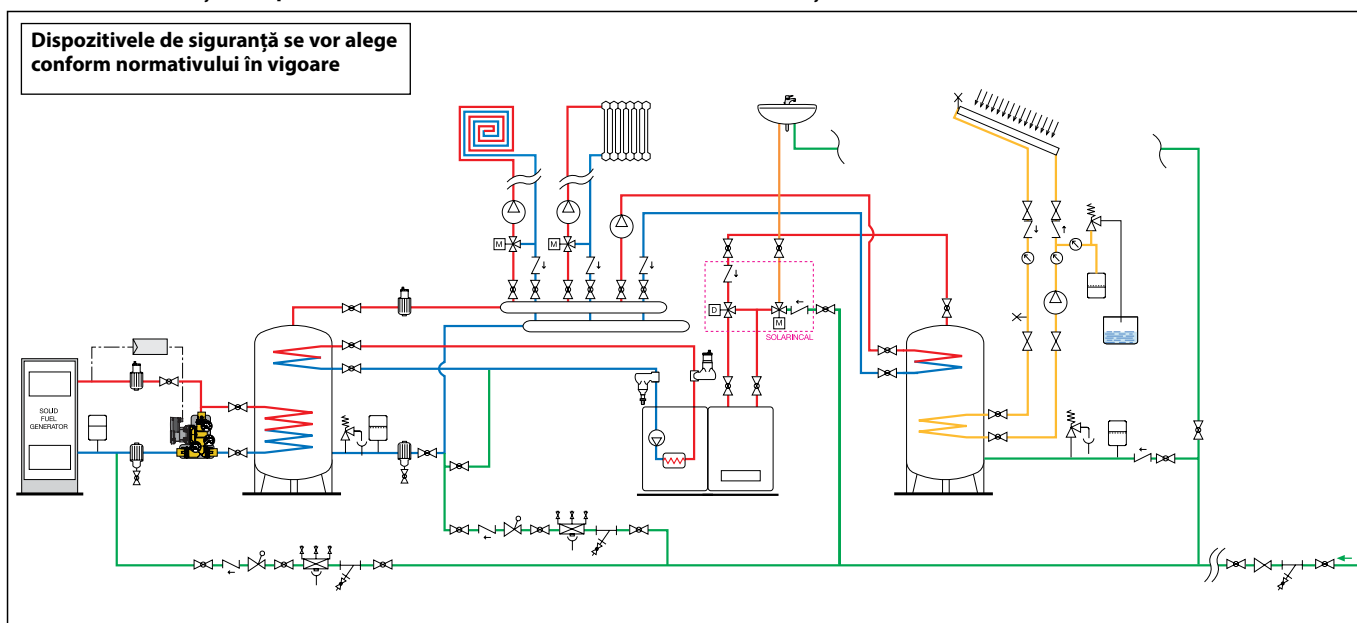 Dispozitivele de siguranță se vor alege
conform normativului în vigoare
M
M
D
M
SOLARINCAL
SOLID
FUEL
GENERATOR